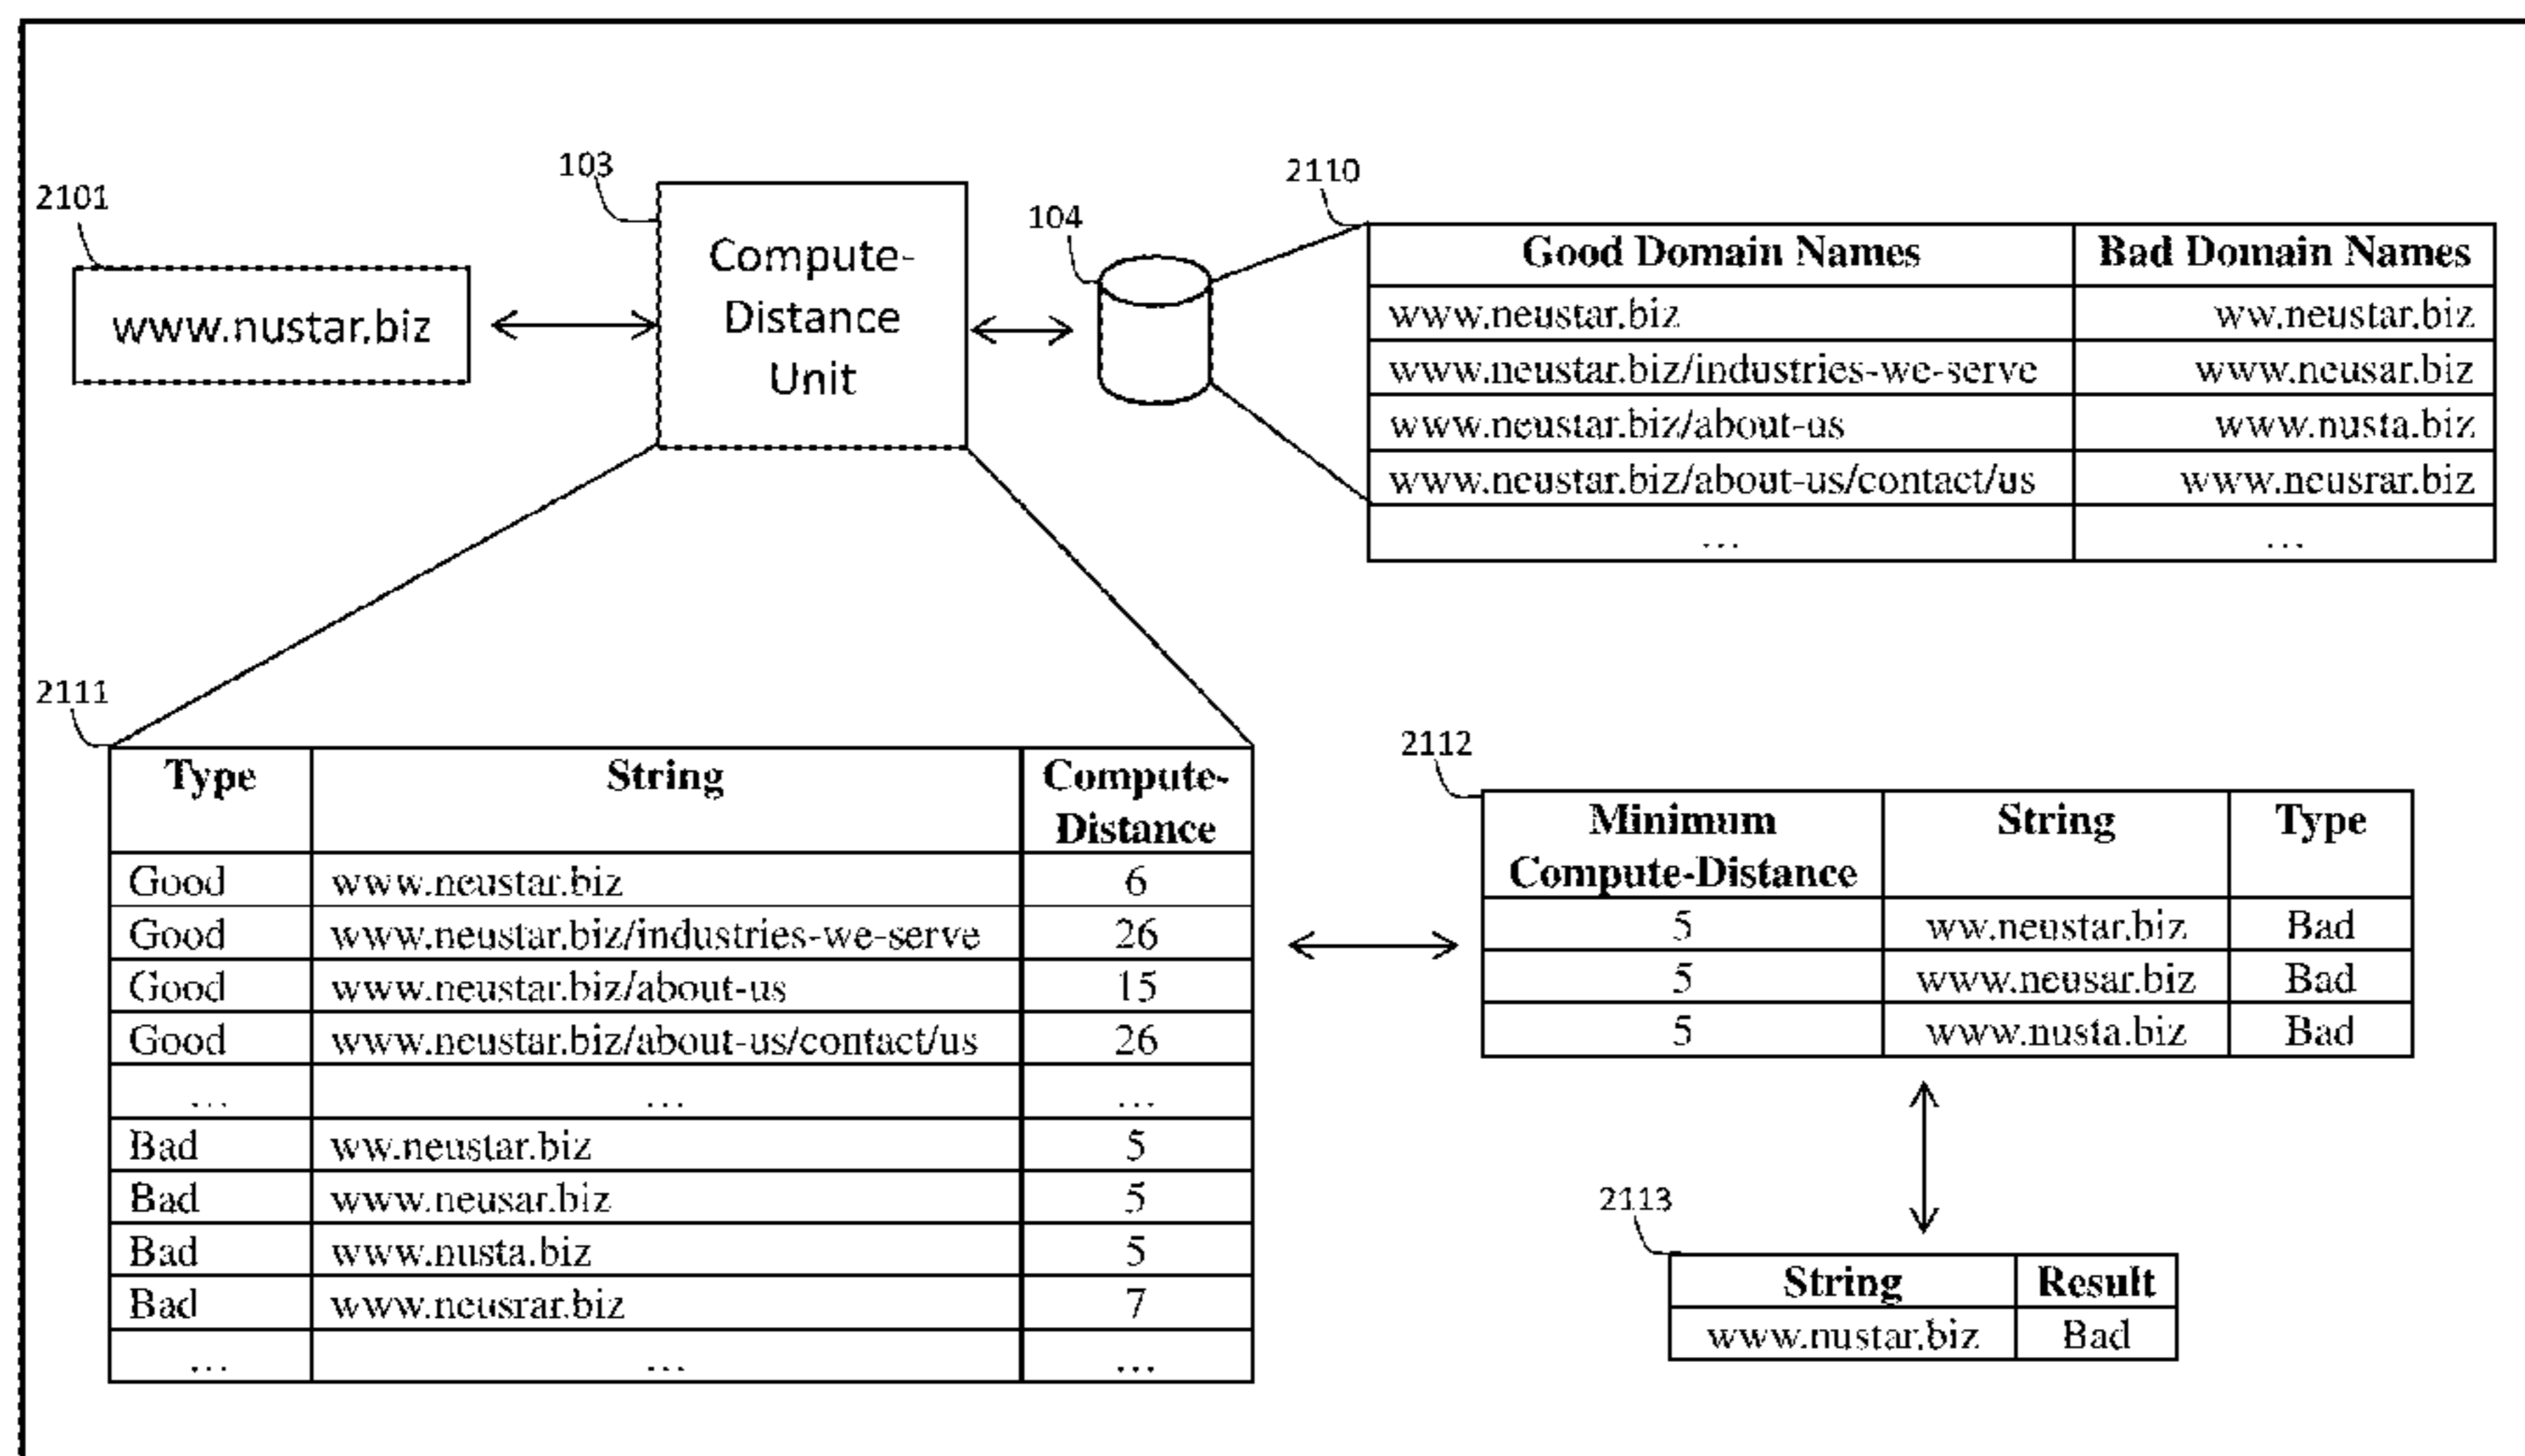 2101
www.nustar.biz
103
Compute-
Distance
Unit
104
2110
Good Domain Names Bad Domain Names
www.neustar.biz ww.neustar.biz
www.neustar.biz/industries-we-serve www.neusar.biz
www.neustar.biz/about-us www.nusta.biz
www.neustar.biz/about-us/contact/us www.neusrar.biz
... ...
2111
Type String Compute-
Distance
Good www.neustar.biz 6
Good www.neustar.biz/industries-we-serve 26
Good www.neustar.biz/about-us 15
Good www.neustar.biz/about-us/contact/us 26
... ... ...
Bad ww.neustar.biz 5
Bad www.neusar.biz 5
Bad www.nusta.biz 5
Bad www.neusrar.biz 7
... ... ...
2112
Minimum String Type
Compute-Distance
5 ww.neustar.biz Bad
5 www.neusar.biz Bad
5 www.nusta.biz Bad
2113
String Result
www.nustar.biz Bad